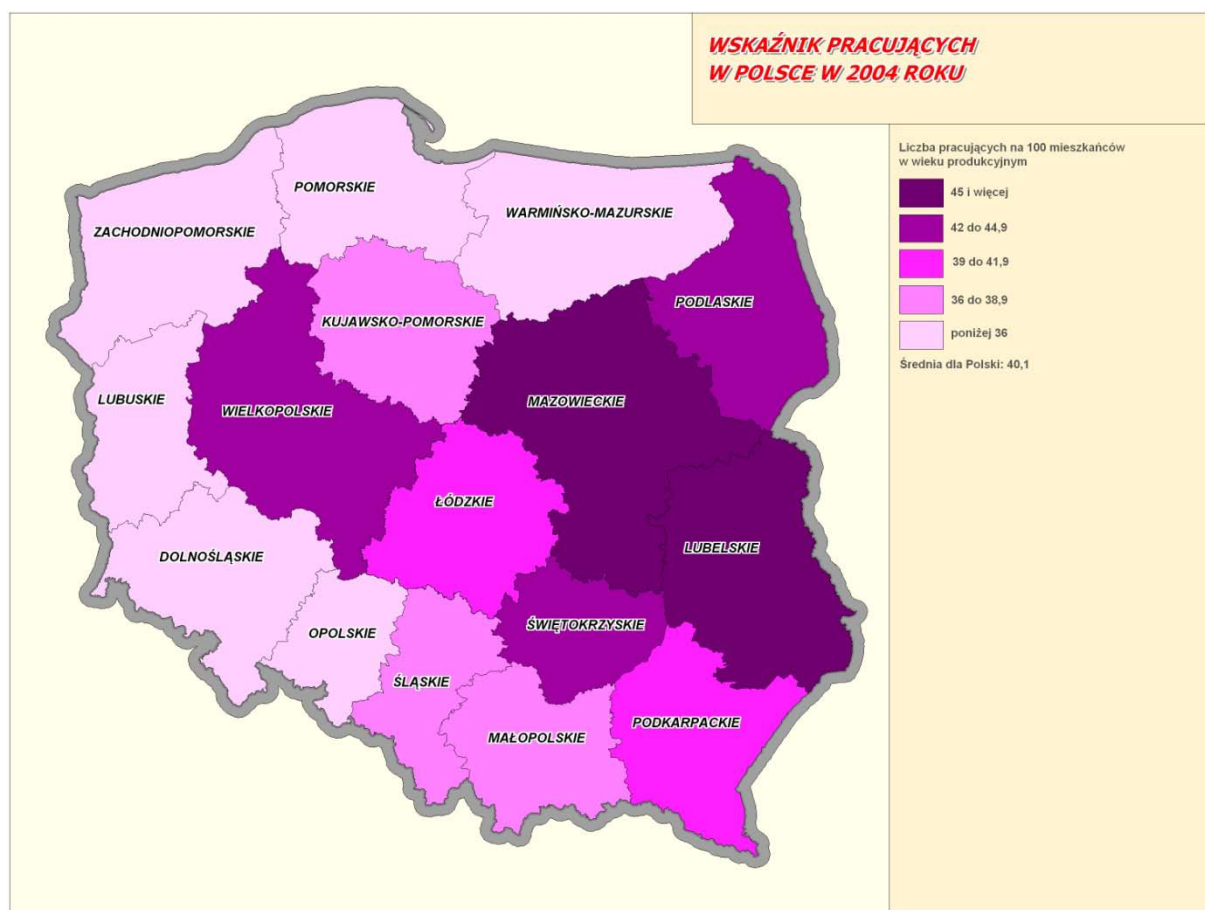 WSKAŹNIK PRACUJĄCYCH
W POLSCE W 2004 ROKU
Liczba pracujących na 100 mieszkańców
w wieku produkcyjnym
45 i więcej
42 do 44,9
39 do 41,9
36 do 38,9
poniżej 36
Średnia dla Polski: 40,1
POMORSKIE
WARMIŃSKO-MAZURSKIE
ZACHODNIOPOMORSKIE
PODLASKIE
KUJAWSKO-POMORSKIE
LUBUSKIE
WIELKOPOLSKIE
MAZOWIECKIE
ŁÓDZKIE
LUBELSKIE
DOLNOŚLĄSKIE
OPOLSKIE
ŚWIĘTOKRZYSKIE
ŚLĄSKIE
MAŁOPOLSKIE
PODKARPACKIE